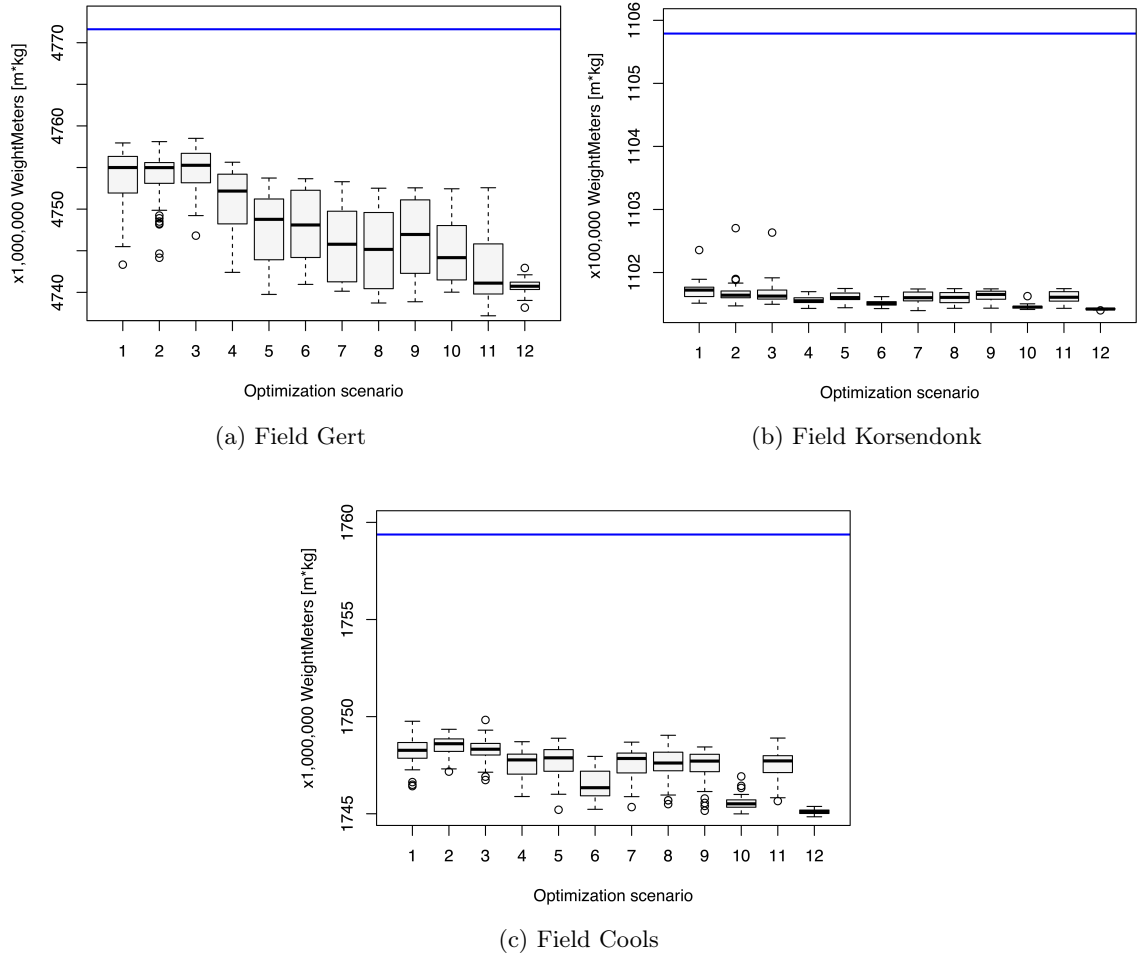 x1,000,000 WeightMeters [m*kg]
4770
4760
4750
4740
1 2 3 4 5 6 7 8 9 10 11 12
Optimization scenario
(a) Field Gert
x100,000 WeightMeters [m*kg]
1106
1105
1104
1103
1102
1 2 3 4 5 6 7 8 9 10 11 12
Optimization scenario
(b) Field Korsendonk
x1,000,000 WeightMeters [m*kg]
1760
1755
1750
1745
1 2 3 4 5 6 7 8 9 10 11 12
Optimization scenario
(c) Field Cools